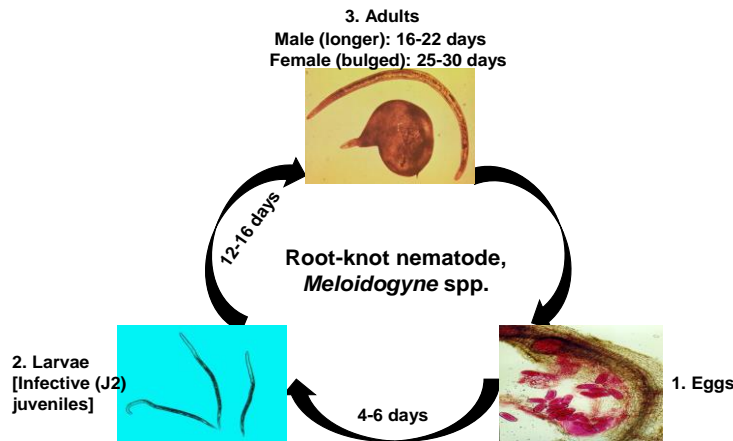 3. Adults
Male (longer): 16-22 days
Female (bulged): 25-30 days
12-16 days
Root-knot nematode,
Meloidogyne spp.
2. Larvae
[Infective (J2)
juveniles]
1. Eggs
4-6 days